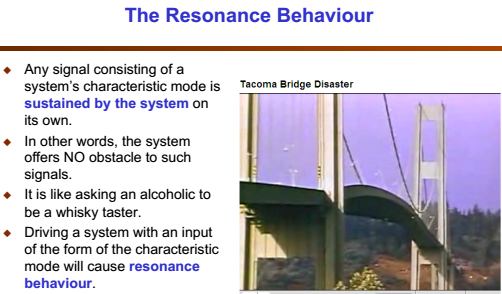 The Resonance Behaviour
◆ Any signal consisting of a
system's characteristic mode is
sustained by the system on
its own.
◆ In other words, the system
offers NO obstacle to such
signals.
◆ It is like asking an alcoholic to
be a whisky taster.
◆ Driving a system with an input
of the form of the characteristic
mode will cause resonance
behaviour.
Tacoma Bridge Disaster